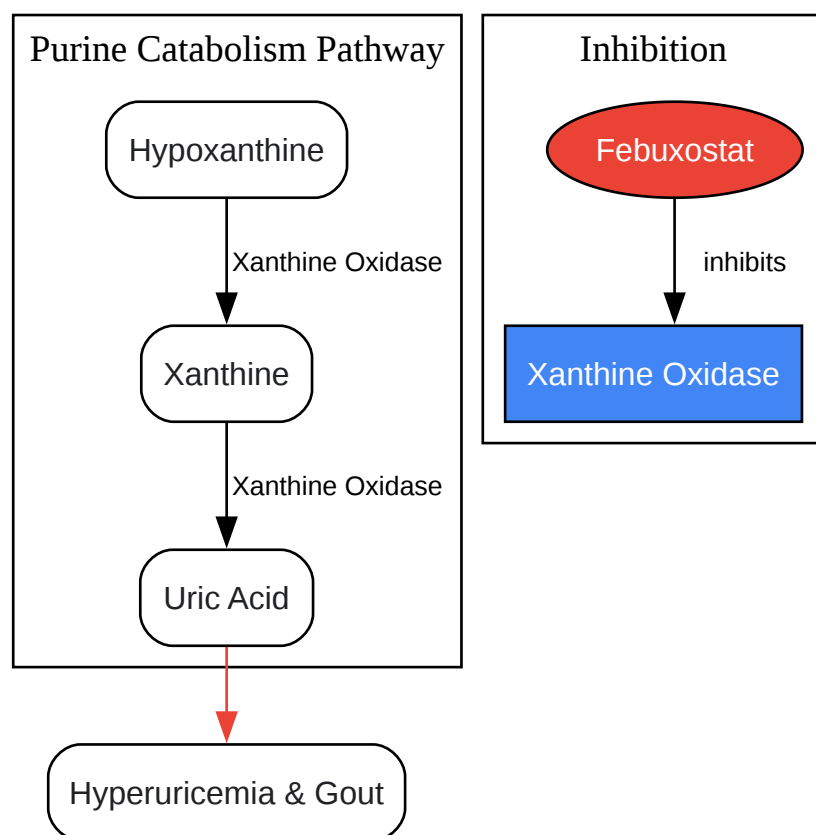 Purine Catabolism Pathway
Hypoxanthine
Xanthine Oxidase
Xanthine
Xanthine Oxidase
Uric Acid
Hyperuricemia & Gout
Inhibition
Febuxostat
inhibits
Xanthine Oxidase